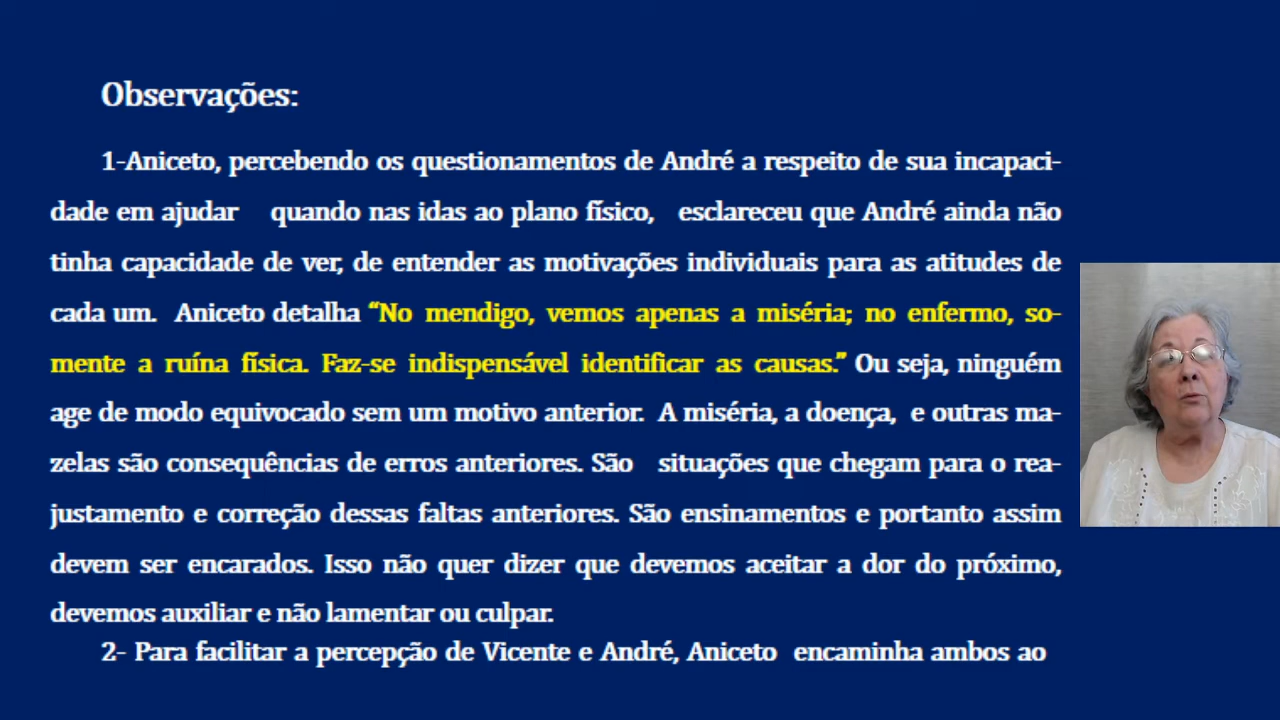 Observações:
1-Aniceto, percebendo os questionamentos de André a respeito de sua incapaci-
dade em ajudar quando nas idas ao plano físico, esclareceu que André ainda não
tinha capacidade de ver, de entender as motivações individuais para as atitudes de
cada um. Aniceto detalha “No mendigo, vemos apenas a miséria; no enfermo, so-
mente a ruína física. Faz-se indispensável identificar as causas.” Ou seja, ninguém
age de modo equivocado sem um motivo anterior. A miséria, a doença, e outras ma-
zelas são consequências de erros anteriores. São situações que chegam para o rea-
justamento e correção dessas faltas anteriores. São ensinamentos e portanto assim
devem ser encarados. Isso não quer dizer que devemos aceitar a dor do próximo,
devemos auxiliar e não lamentar ou culpar.
2- Para facilitar a percepção de Vicente e André, Aniceto encaminha ambos ao